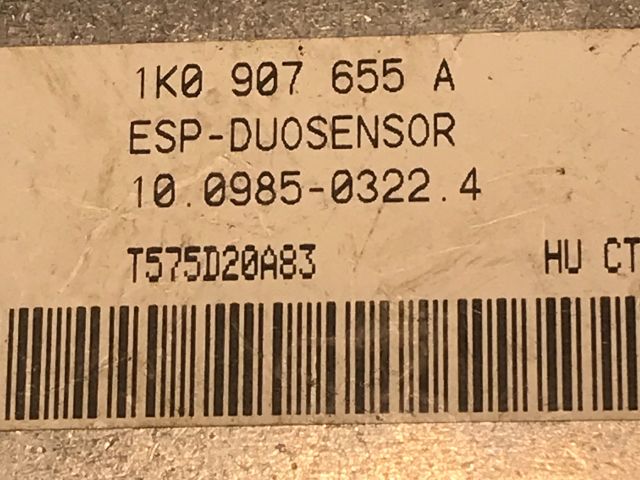 1K0 907 655 A
ESP-DUOSENSOR
10.0985-0322.4
T575D20A83 HU CT